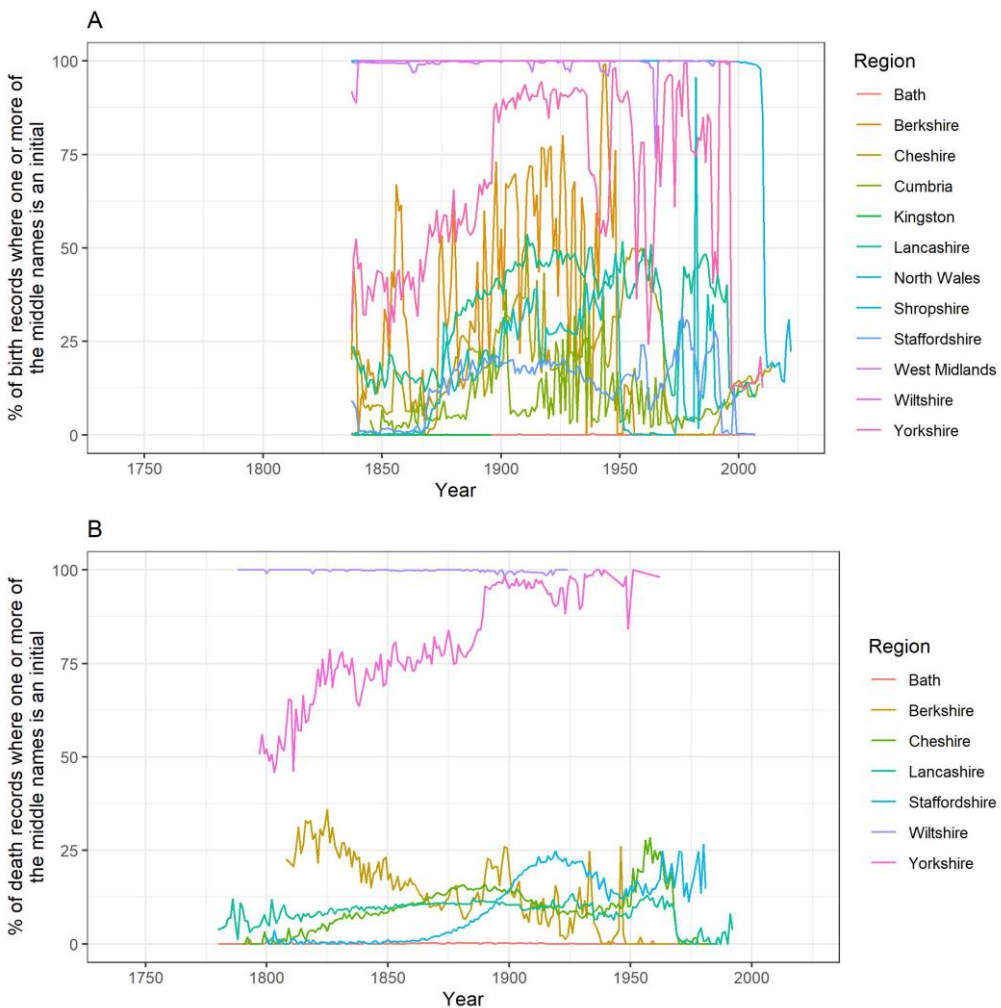 A
% of birth records where one or more of
the middle names is an initial
100
75
50
25
0
1750 1800 1850 1900 1950 2000
Year
Region
Bath
Berkshire
Cheshire
Cumbria
Kingston
Lancashire
North Wales
Shropshire
Staffordshire
West Midlands
Wiltshire
Yorkshire
B
% of death records where one or more of
the middle names is an initial
100
75
50
25
0
1750 1800 1850 1900 1950 2000
Year
Region
Bath
Berkshire
Cheshire
Lancashire
Staffordshire
Wiltshire
Yorkshire